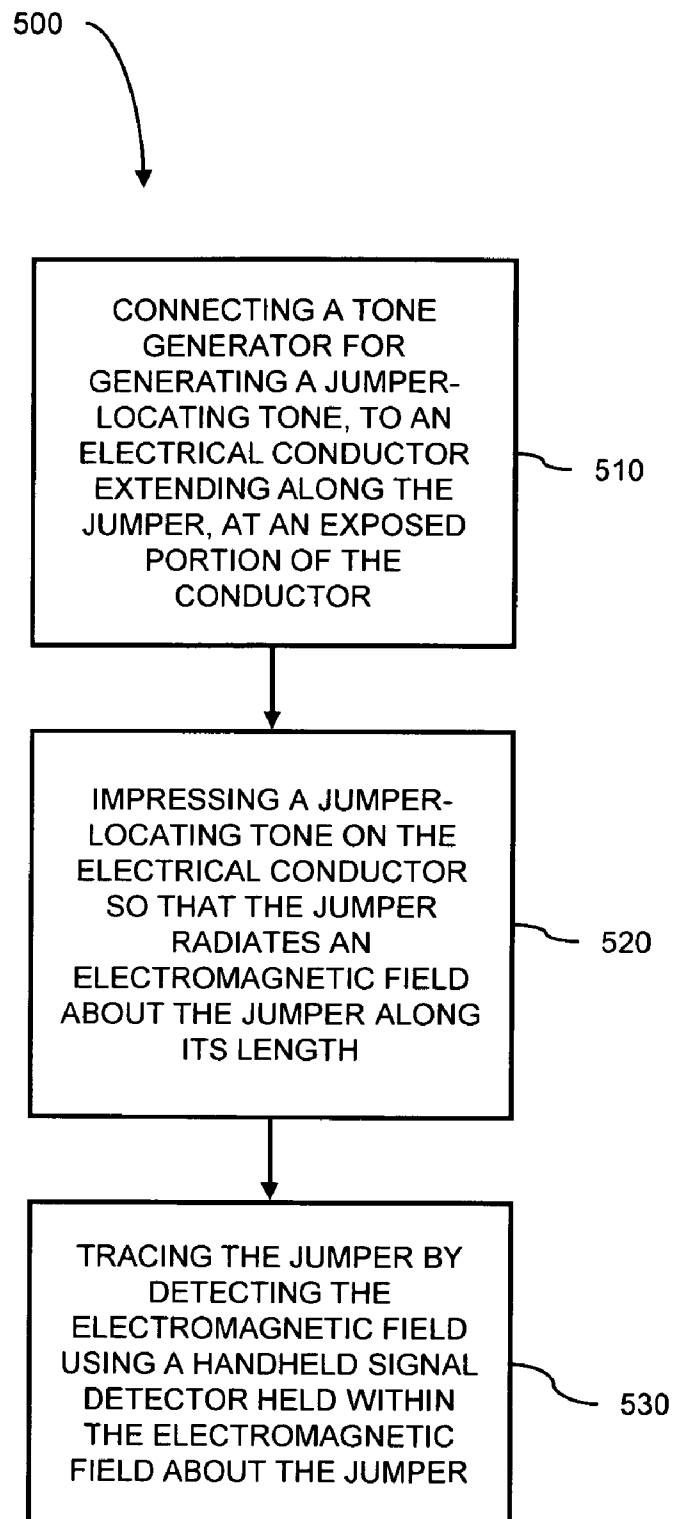 500
CONNECTING A TONE
GENERATOR FOR
GENERATING A JUMPER-
LOCATING TONE, TO AN
ELECTRICAL CONDUCTOR
EXTENDING ALONG THE
JUMPER, AT AN EXPOSED
PORTION OF THE
CONDUCTOR
510
IMPRESSING A JUMPER-
LOCATING TONE ON THE
ELECTRICAL CONDUCTOR
SO THAT THE JUMPER
RADIATES AN
ELECTROMAGNETIC FIELD
ABOUT THE JUMPER ALONG
ITS LENGTH
520
TRACING THE JUMPER BY
DETECTING THE
ELECTROMAGNETIC FIELD
USING A HANDHELD SIGNAL
DETECTOR HELD WITHIN
THE ELECTROMAGNETIC
FIELD ABOUT THE JUMPER
530